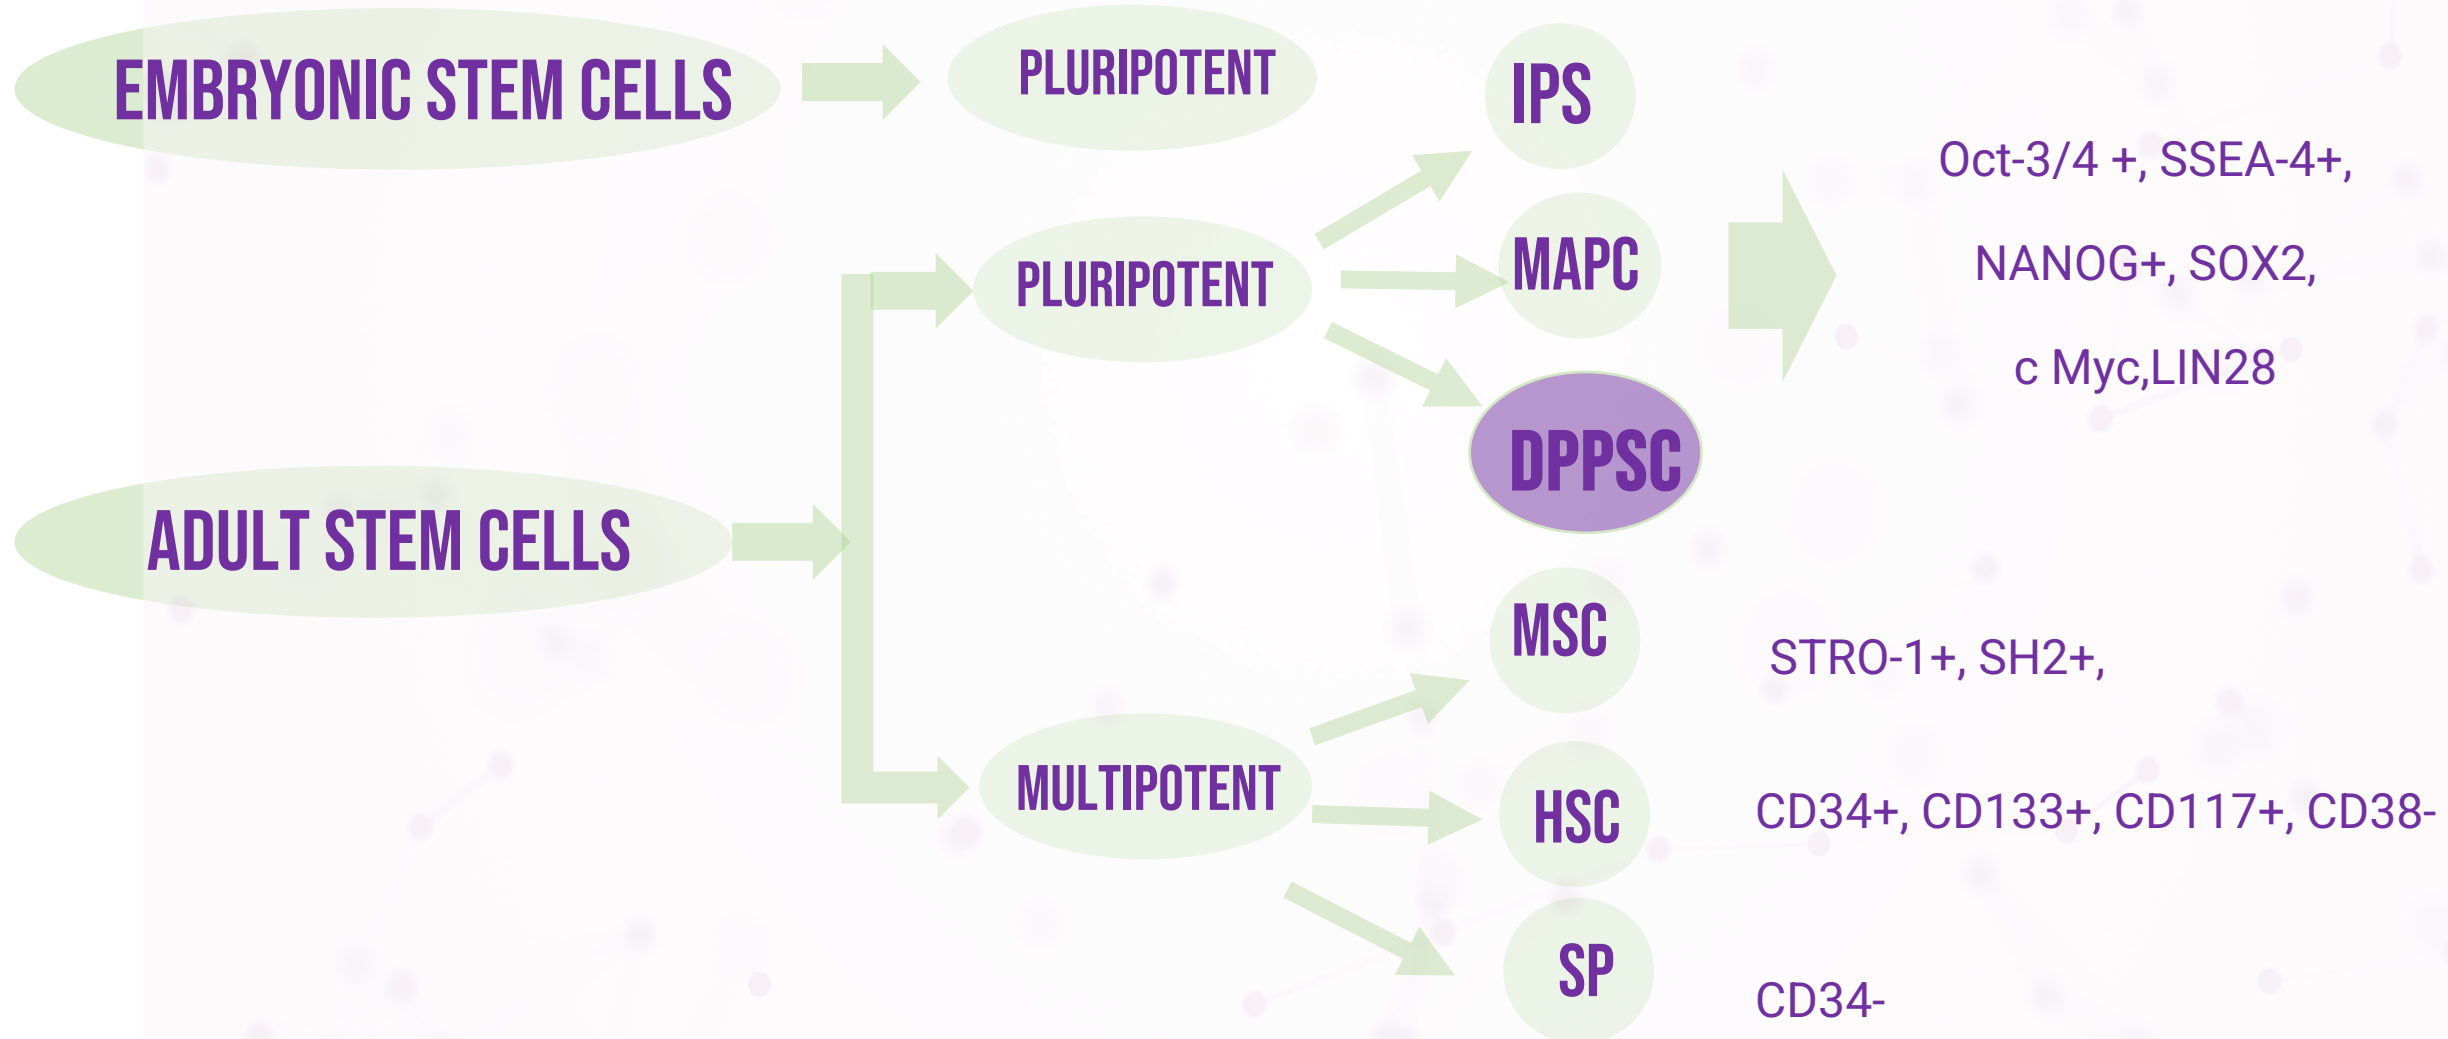 EMBRYONIC STEM CELLS
PLURIPOTENT
IPS
Oct-3/4 +, SSEA-4+,
NANOG+, SOX2,
c Myc,LIN28
ADULT STEM CELLS
PLURIPOTENT
MAPC
DPPSC
MULTIPOTENT
MSC
STRO-1+, SH2+,
HSC
CD34+, CD133+, CD117+, CD38-
SP
CD34-